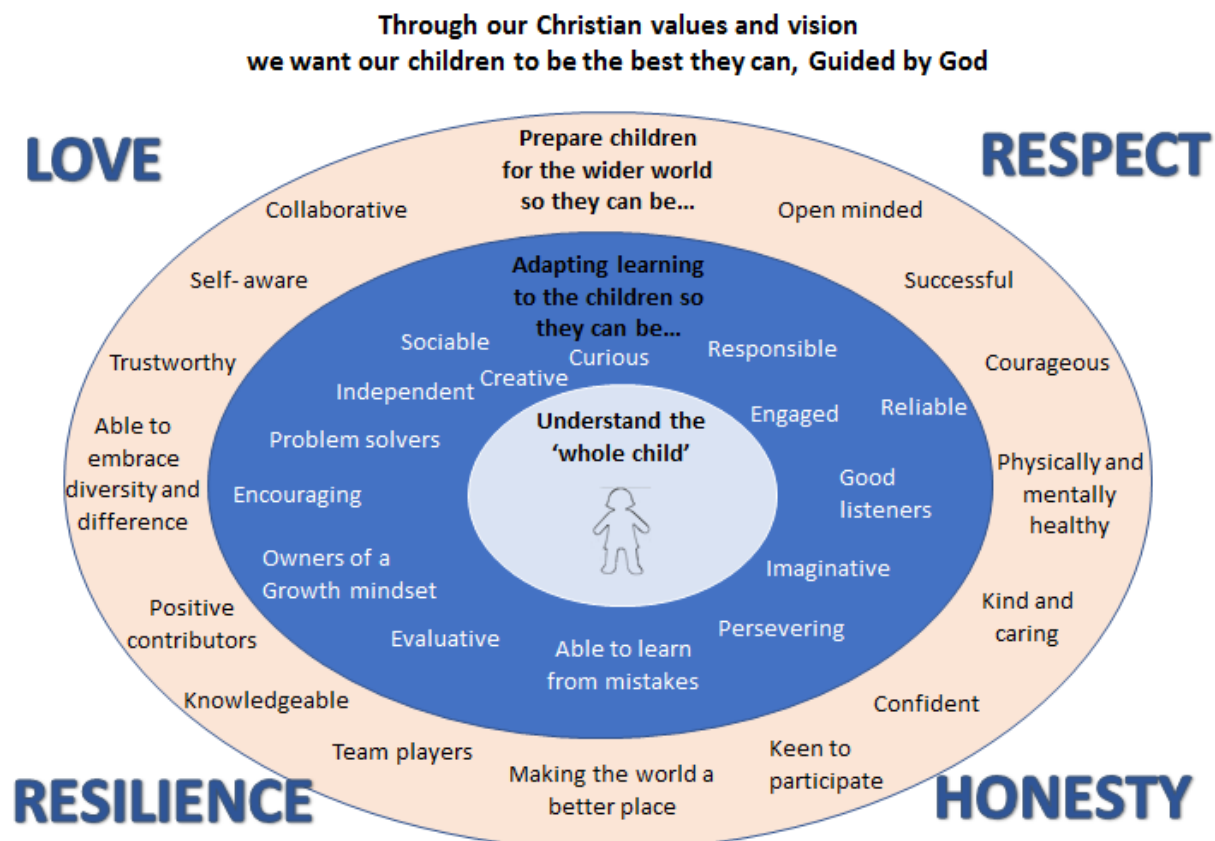 Through our Christian values and vision
we want our children to be the best they can, Guided by God
LOVE
RESPECT
Prepare children
for the wider world
so they can be...
Collaborative
Open minded
Self- aware
Successful
Trustworthy
Courageous
Able to
embrace
diversity and
difference
Physically and
mentally
healthy
Positive
contributors
Kind and
caring
Knowledgeable
Confident
Team players
Keen to
participate
Making the world a
better place
Adapting learning
to the children so
they can be...
Sociable
Curious
Responsible
Independent
Creative
Engaged
Reliable
Problem solvers
Encouraging
Good
listeners
Owners of a
Growth mindset
Imaginative
Evaluative
Persevering
Able to learn
from mistakes
Understand the
‘whole child’
RESILIENCE
HONESTY